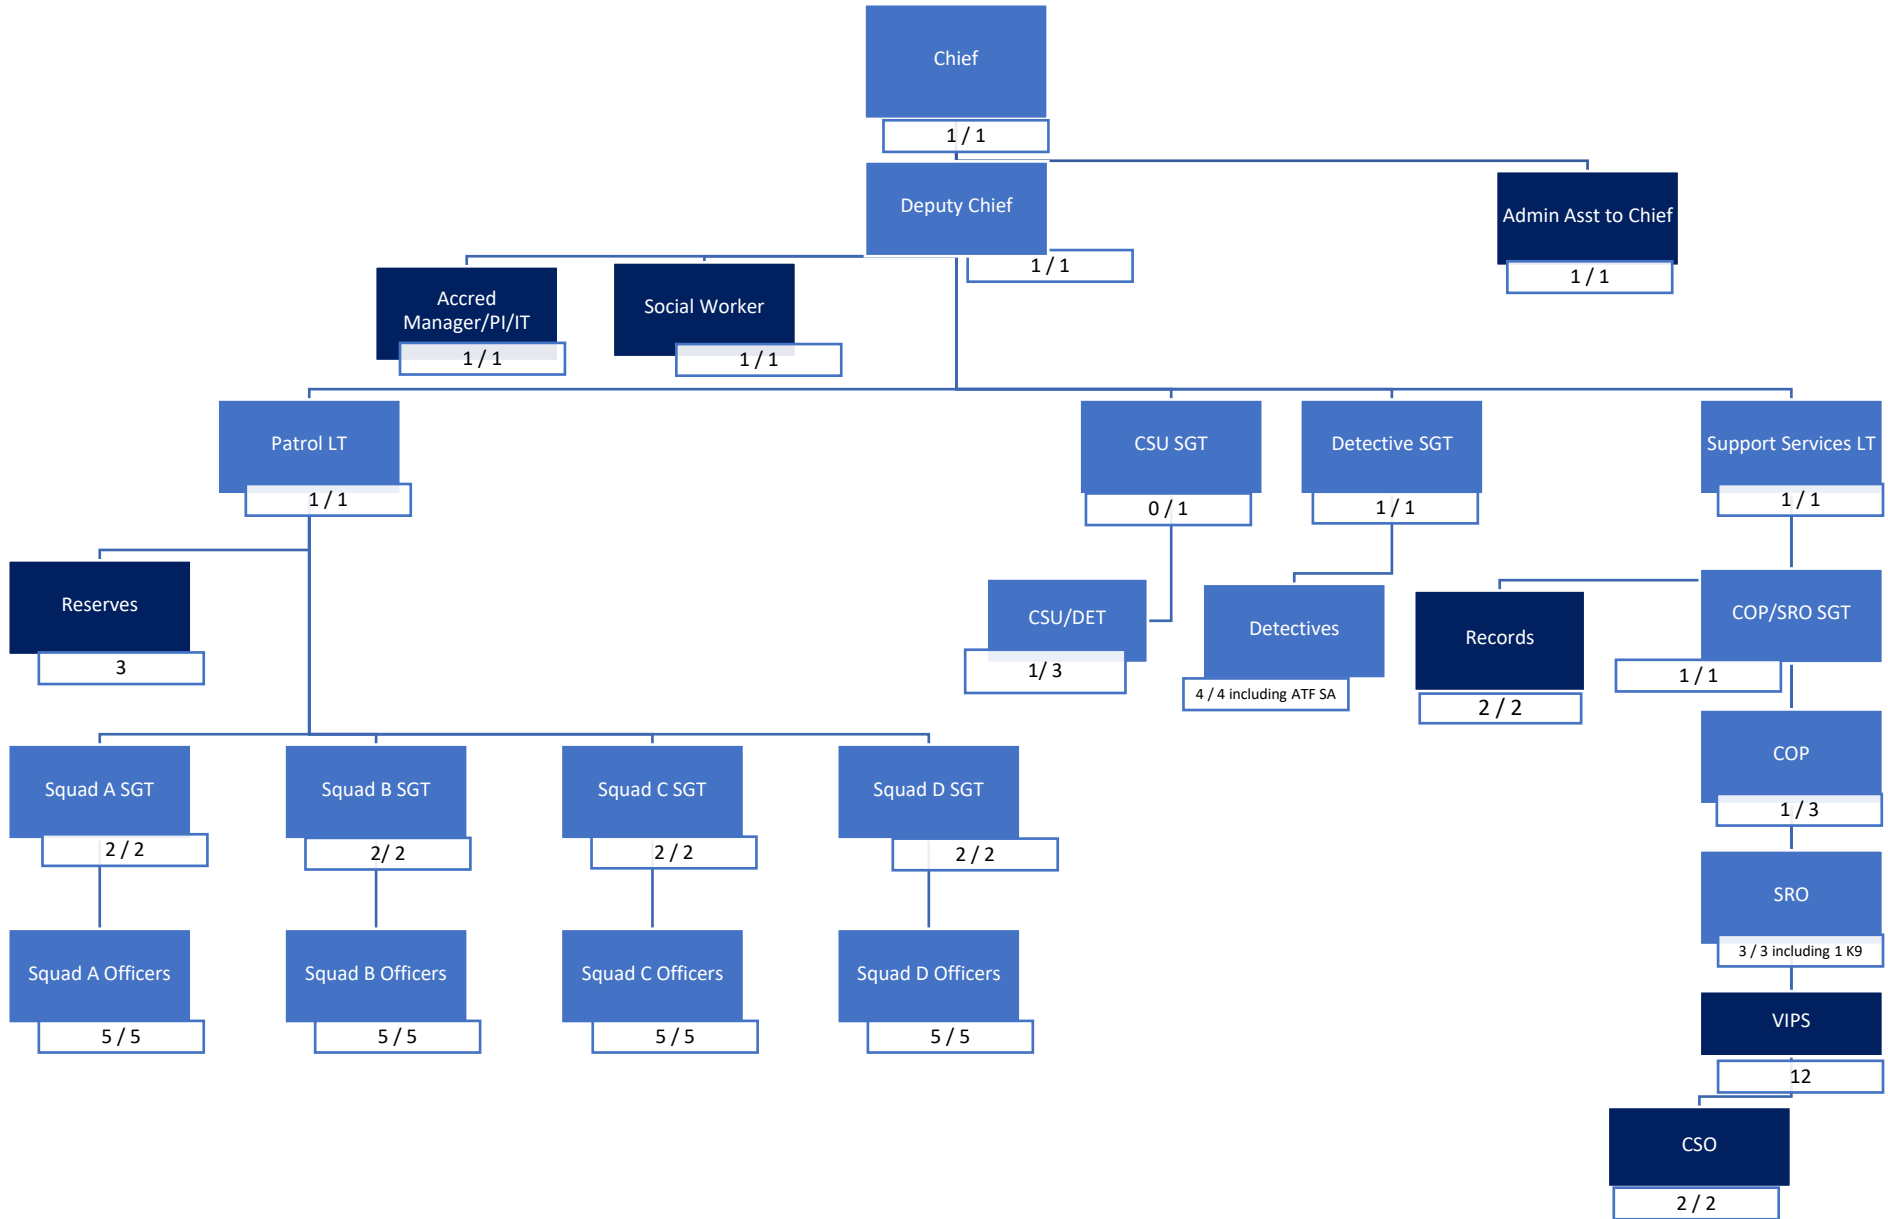 Chief
1 / 1
Deputy Chief
1 / 1
Admin Asst to Chief
1 / 1
Accred
Manager/PI/IT
1 / 1
Social Worker
1 / 1
Patrol LT
1 / 1
CSU SGT
0 / 1
Detective SGT
1 / 1
Support Services LT
1 / 1
Reserves
3
CSU/DET
1/ 3
Detectives
4 / 4 including ATF SA
Records
2 / 2
COP/SRO SGT
1 / 1
Squad A SGT
2 / 2
Squad B SGT
2/ 2
Squad C SGT
2 / 2
Squad D SGT
2 / 2
COP
1 / 3
SRO
3 / 3 including 1 K9
Squad A Officers
5 / 5
Squad B Officers
5 / 5
Squad C Officers
5 / 5
Squad D Officers
5 / 5
VIPS
12
CSO
2 / 2